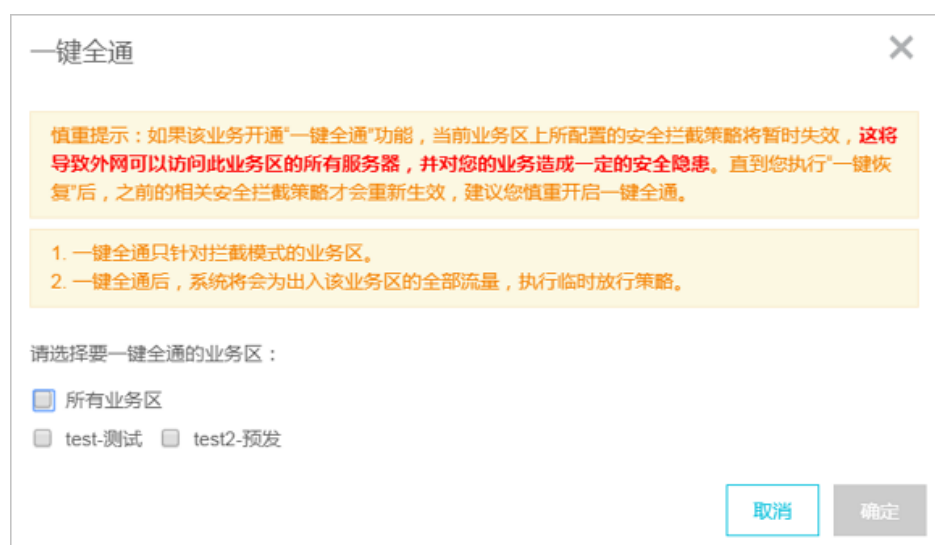 一键全通
慎重提示：如果该业务开通“一键全通”功能，当前业务区上所配置的安全拦截策略将暂时失效，这将
导致外网可以访问此业务区的所有服务器，并对您的业务造成一定的安全隐患。直到您执行“一键恢
复”后，之前的相关安全拦截策略才会重新生效，建议您慎重开启一键全通。
1. 一键全通只针对拦截模式的业务区。
2. 一键全通后，系统将会为出入该业务区的全部流量，执行临时放行策略。
请选择要一键全通的业务区：
所有业务区
test-测试 test2-预发
取消 确定